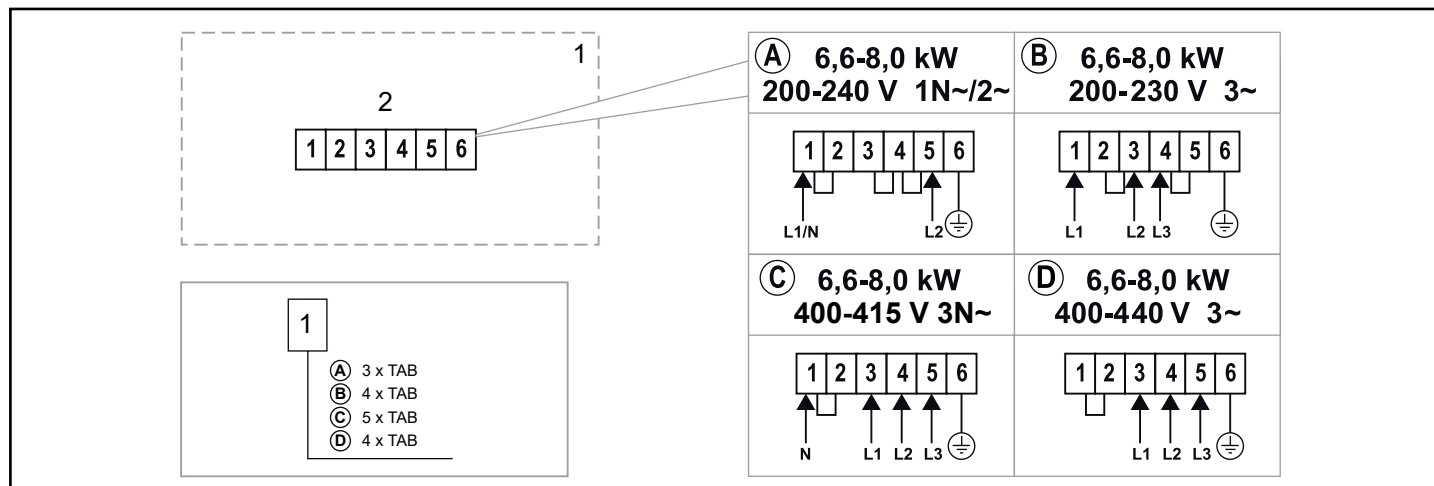 1
2
1 2 3 4 5 6
1
A 3 x TAB
B 4 x TAB
C 5 x TAB
D 4 x TAB
A 6,6-8,0 kW
200-240 V 1N~/2~
1 2 3 4 5 6
L1/N L2
B 6,6-8,0 kW
200-230 V 3~
1 2 3 4 5 6
L1 L2 L3
C 6,6-8,0 kW
400-415 V 3N~
1 2 3 4 5 6
N L1 L2 L3
D 6,6-8,0 kW
400-440 V 3~
1 2 3 4 5 6
L1 L2 L3